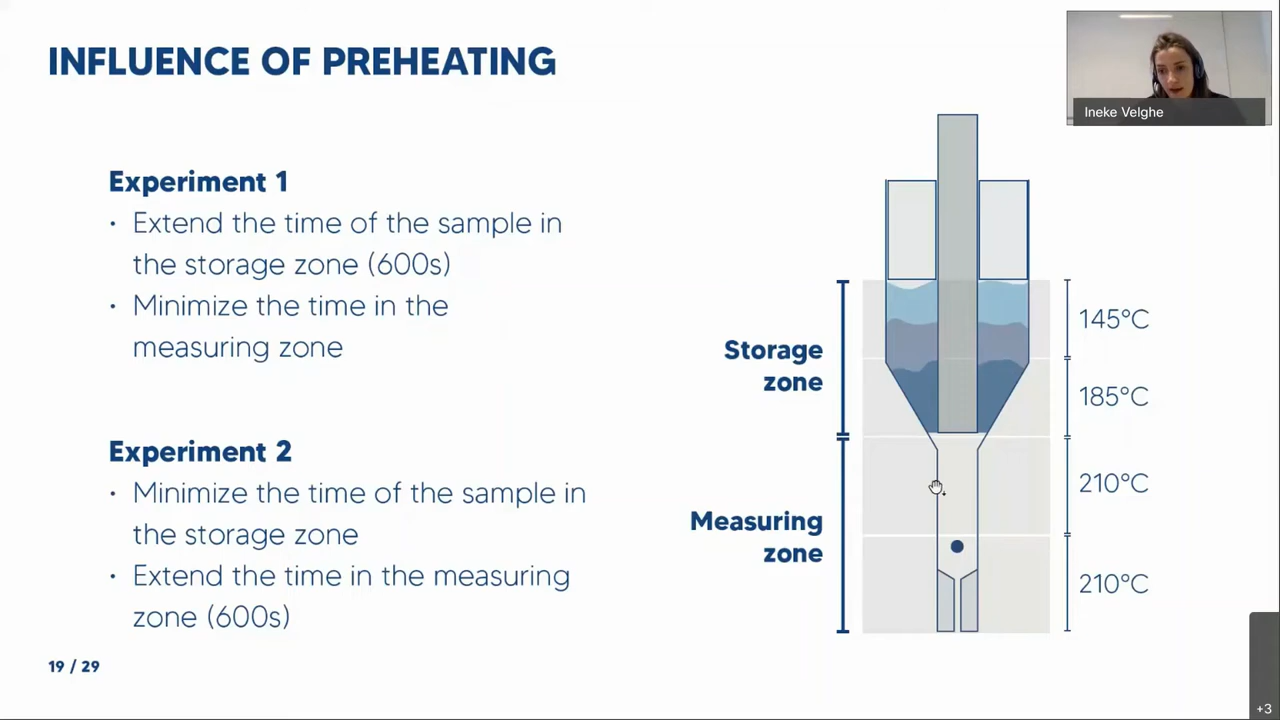 INFLUENCE OF PREHEATING
Ineke Velghe
Experiment 1
• Extend the time of the sample in
the storage zone (600s)
• Minimize the time in the
measuring zone
Experiment 2
• Minimize the time of the sample in
the storage zone
• Extend the time in the measuring
zone (600s)
Storage
zone
Measuring
zone
145°C
185°C
210°C
210°C
19 / 29
+3